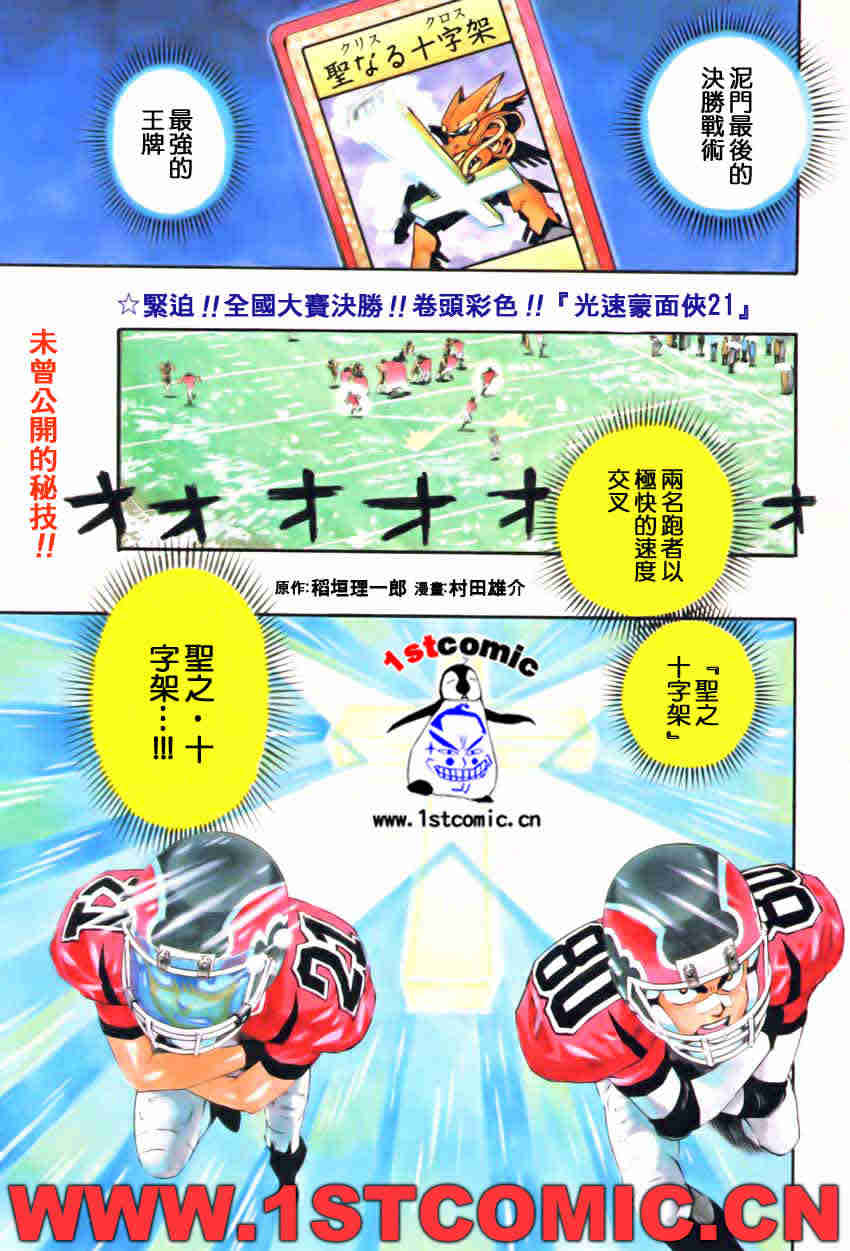 泥門最後的
決勝戰術
クリス クロス
聖なる十字架
最強的
王牌
☆緊迫!!全國大賽決勝!!卷頭彩色!!『光速蒙面俠21』
未曾公開的秘技!!
兩名跑者以
極快的速度
交叉
オオオオオ オ
原作:稻垣理一郎 漫畫:村田雄介
『聖之
十字架』
聖之・十
字架…!!!
1stcomic
www.1stcomic.cn
21
21
80
80
WWW.1STCOMIC.CN